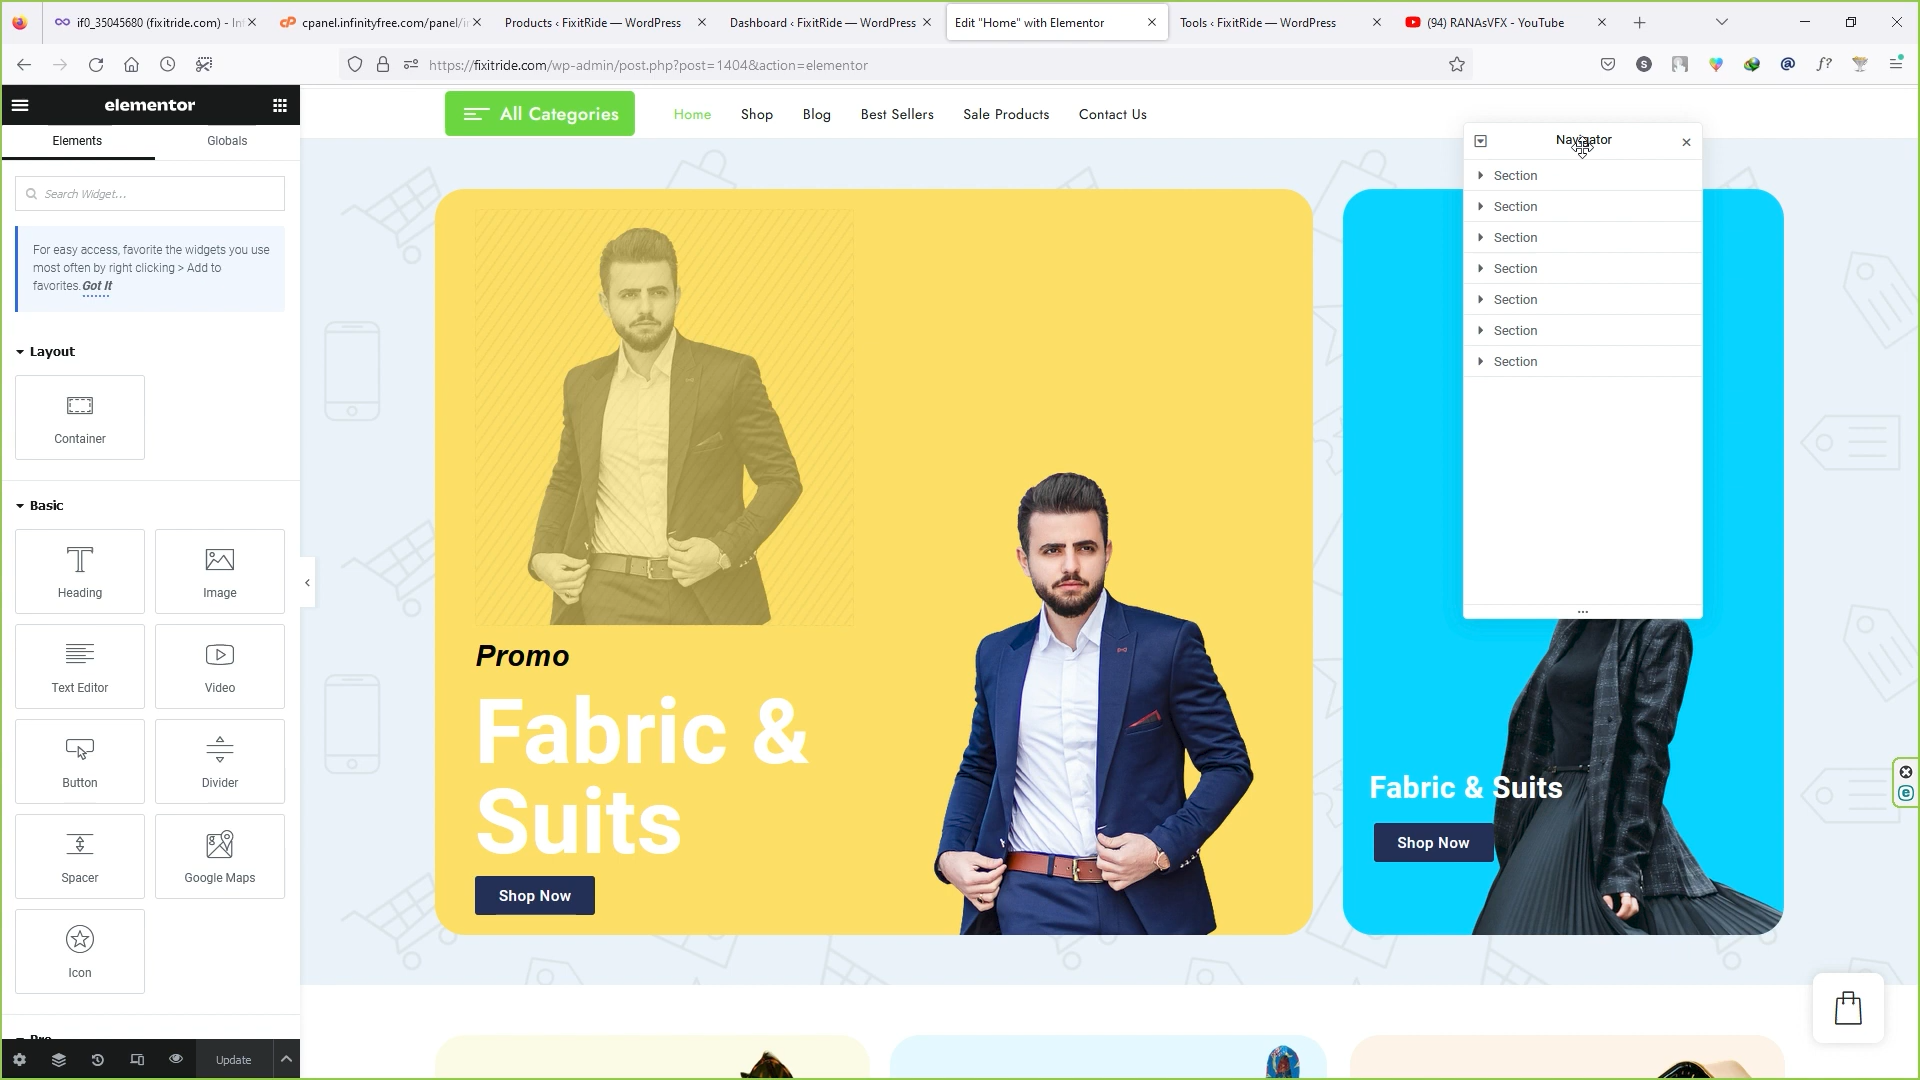 if0_35045680 (fixitride.com) - In
cpanel.infinityfree.com/panel/i
Products ‹ FixitRide — WordPress
Dashboard ‹ FixitRide — WordPress
Edit "Home" with Elementor
Tools ‹ FixitRide — WordPress
(94) RANAsVFX - YouTube
https://fixitride.com/wp-admin/post.php?post=1404&action=elementor
elementor
Elements
Globals
Search Widget...
For easy access, favorite the widgets you use
most often by right clicking > Add to
favorites. Got It
Layout
Container
Basic
Heading
Image
Text Editor
Video
Button
Divider
Spacer
Google Maps
Icon
Pro
Update
All Categories
Home
Shop
Blog
Best Sellers
Sale Products
Contact Us
Navigator
Section
Section
Section
Section
Section
Section
Section
Promo
Fabric &
Suits
Shop Now
Fabric & Suits
Shop Now